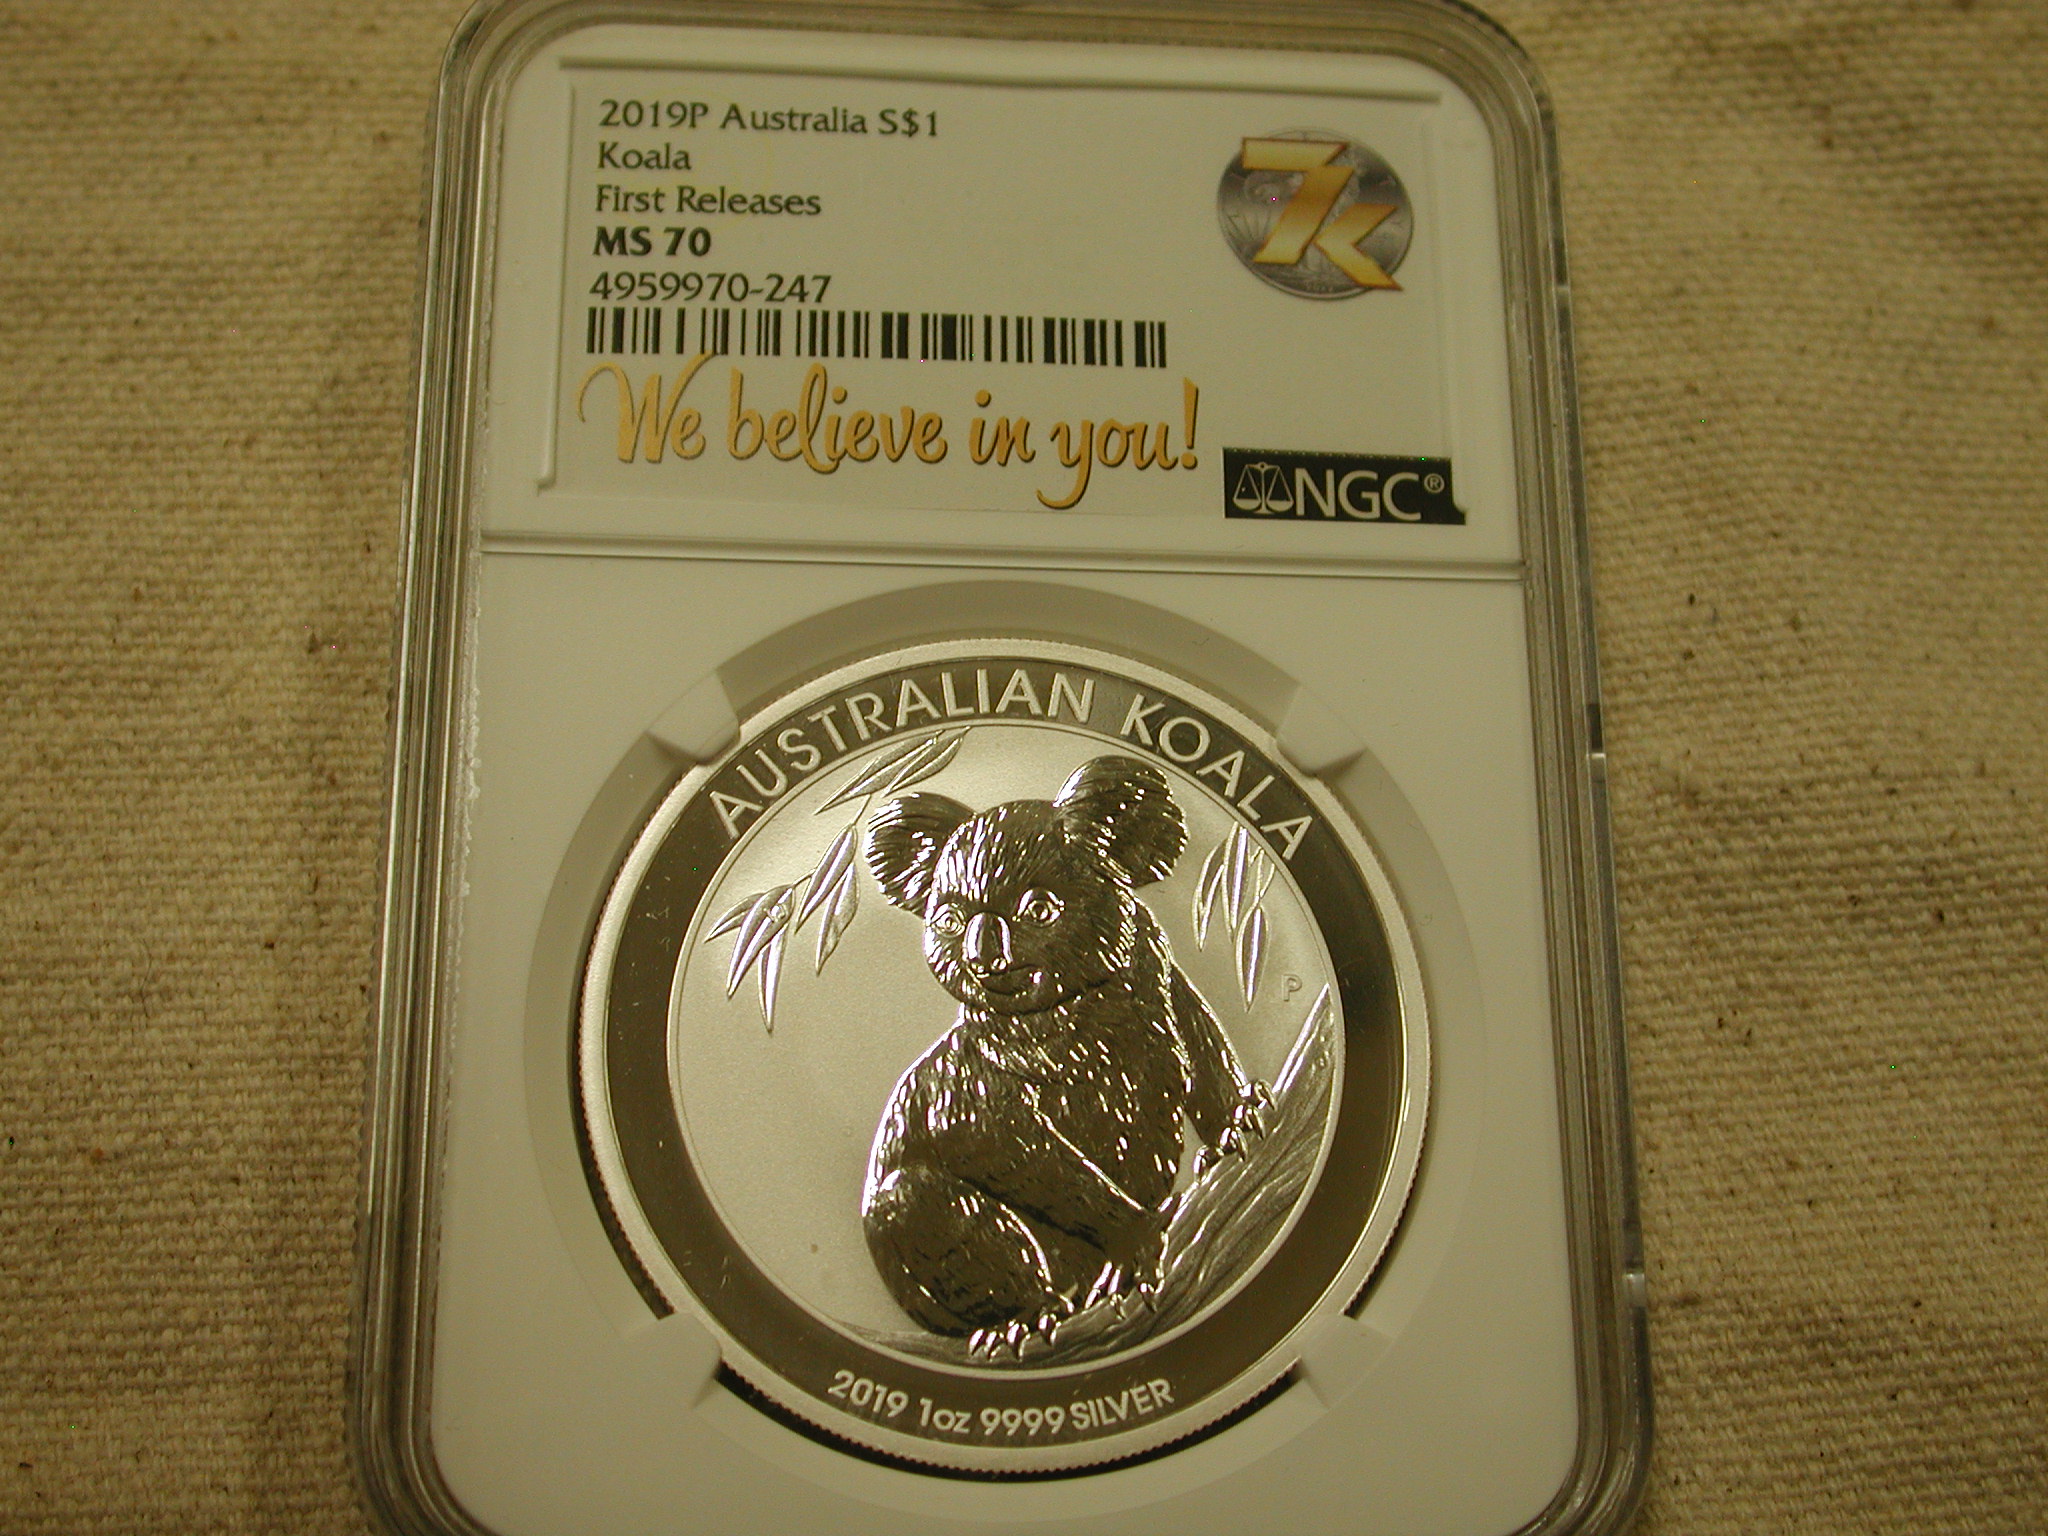 2019P Australia S$1
Koala
First Releases
MS 70
4959970-247
7k
We believe in you!
NGC®
AUSTRALIAN KOALA
P
2019 1oz 9999 SILVER